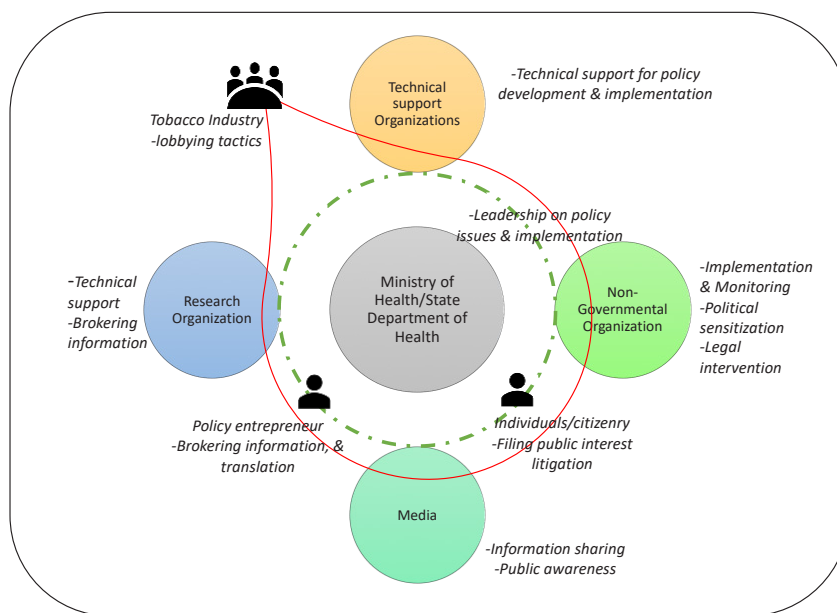 Technical
support
Organizations
-Technical support for policy
development & implementation
Tobacco Industry
-lobbying tactics
-Leadership on policy
issues & implementation
Ministry of
Health/State
Department of
Health
Research
Organization
-Technical
support
-Brokering
information
Non-
Governmental
Organization
-Implementation
& Monitoring
-Political
sensitization
-Legal
intervention
Policy entrepreneur
-Brokering information, &
translation
Individuals/citizenry
-Filing public interest
litigation
Media
-Information sharing
-Public awareness